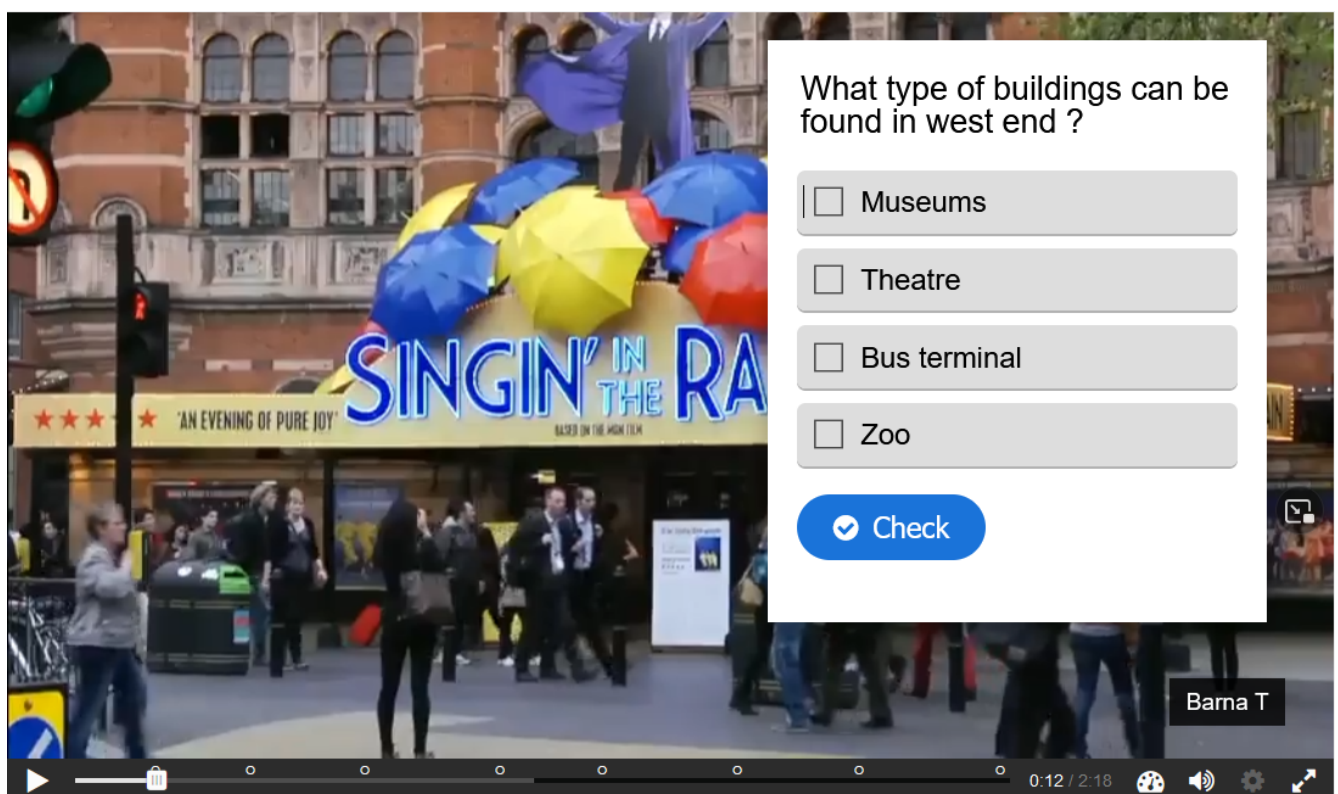 What type of buildings can be
found in west end ?
Museums
Theatre
Bus terminal
Zoo
Check
'AN EVENING OF PURE JOY'
SINGIN' IN
THE RA
BASED ON THE MGM FILM
Barna T
0:12 / 2:18